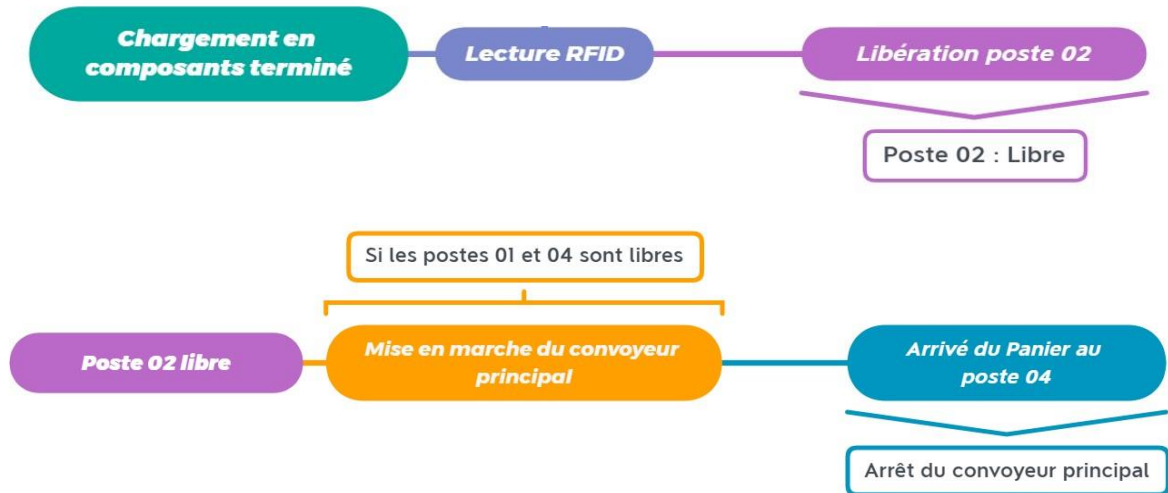 Chargement en
composants terminé
Lecture RFID
Libération poste 02
Poste 02 : Libre
Si les postes 01 et 04 sont libres
Poste 02 libre
Mise en marche du convoyeur
principal
Arrivé du Panier au
poste 04
Arrêt du convoyeur principal